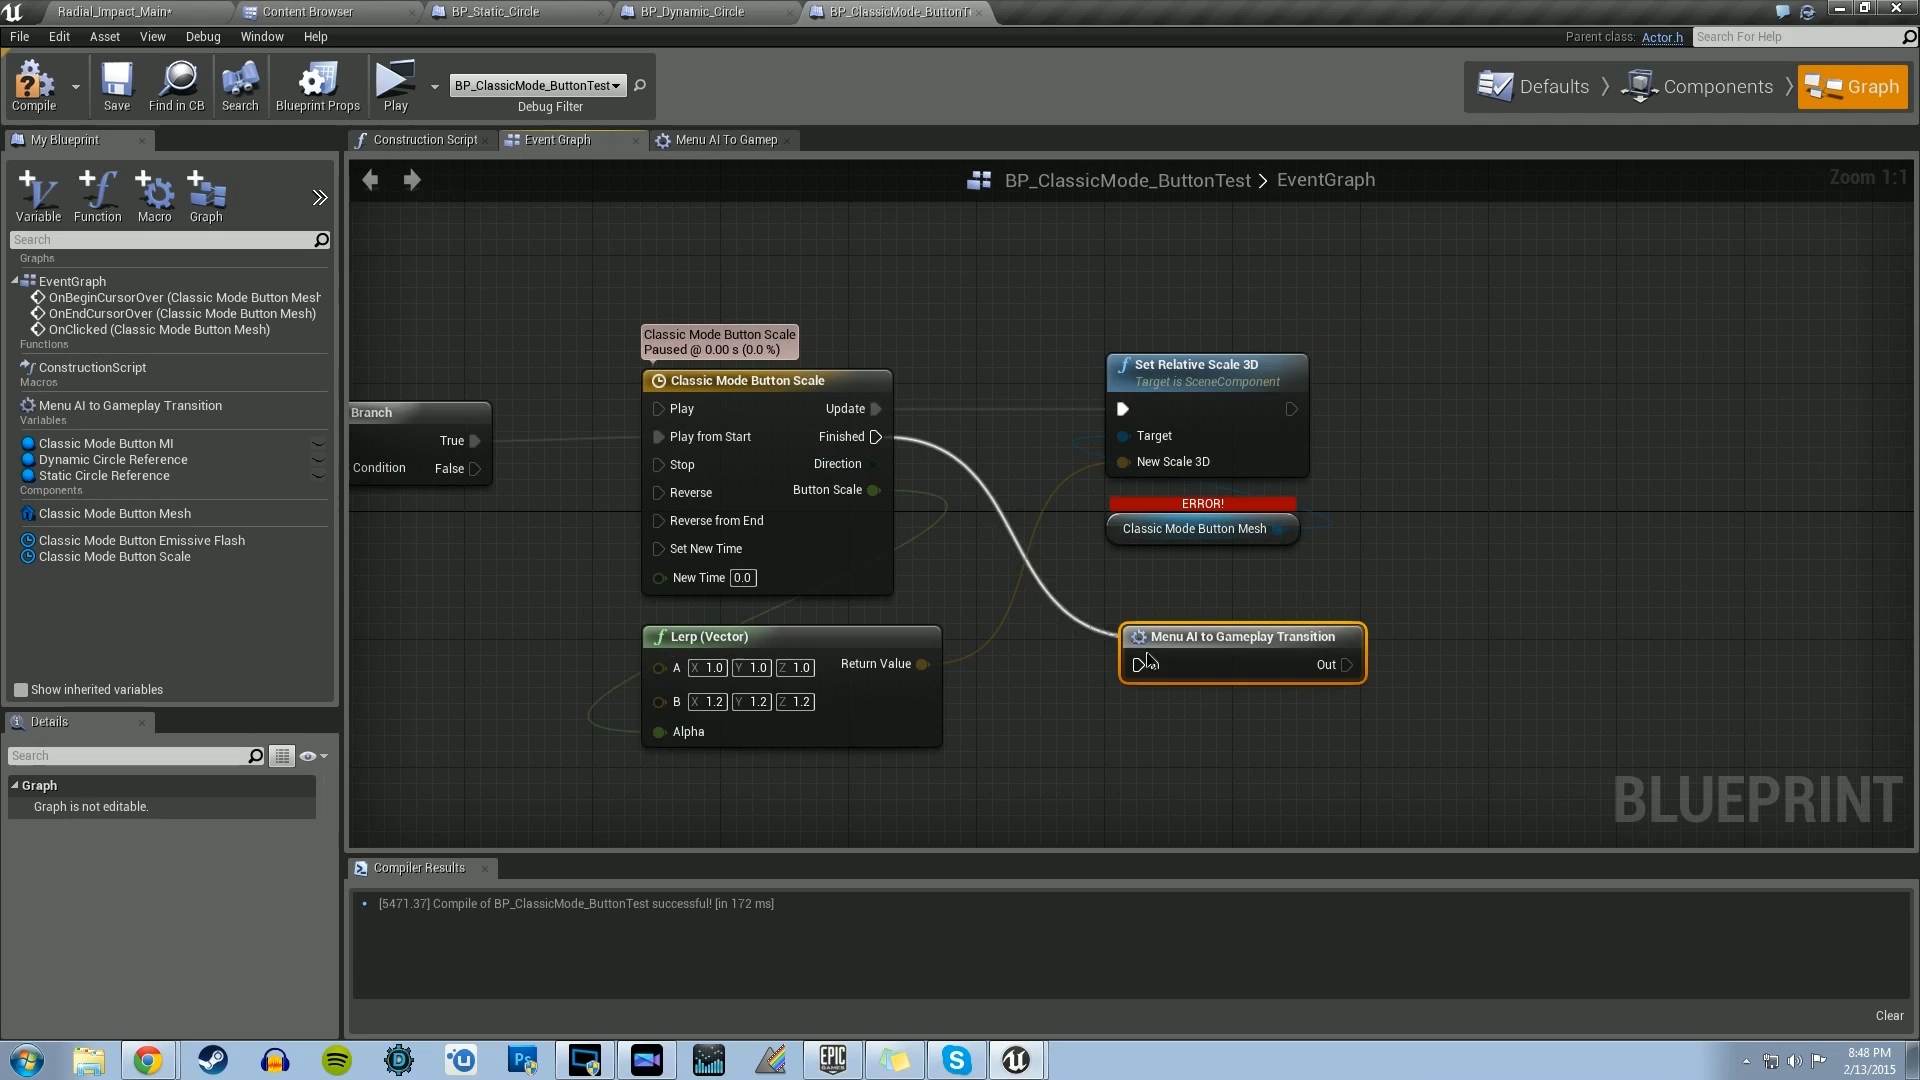 Radial_Impact_Main*
Content Browser
BP_Static_Circle
BP_Dynamic_Circle
BP_ClassicMode_ButtonT
File Edit Asset View Debug Window Help
Parent class: Actor.h
Search For Help
Compile
Save
Find in CB
Search
Blueprint Props
Play
BP_ClassicMode_ButtonTest
Debug Filter
Defaults
Components
Graph
My Blueprint
Construction Script
Event Graph
Menu AI To Gamep
Variable
Function
Macro
Graph
Search
Graphs
EventGraph
OnBeginCursorOver (Classic Mode Button Mesh
OnEndCursorOver (Classic Mode Button Mesh)
OnClicked (Classic Mode Button Mesh)
Functions
ConstructionScript
Macros
Menu AI to Gameplay Transition
Variables
Classic Mode Button MI
Dynamic Circle Reference
Static Circle Reference
Components
Classic Mode Button Mesh
Classic Mode Button Emissive Flash
Classic Mode Button Scale
Show inherited variables
Details
Search
Graph
Graph is not editable.
BP_ClassicMode_ButtonTest > EventGraph
Zoom 1:1
Branch
True
Condition
False
Classic Mode Button Scale
Paused @ 0.00 s (0.0 %)
Classic Mode Button Scale
Play
Update
Play from Start
Finished
Stop
Direction
Reverse
Button Scale
Reverse from End
Set New Time
New Time 0.0
Lerp (Vector)
A X 1.0 Y 1.0 Z 1.0
Return Value
B X 1.2 Y 1.2 Z 1.2
Alpha
Set Relative Scale 3D
Target is SceneComponent
Target
New Scale 3D
ERROR!
Classic Mode Button Mesh
Menu AI to Gameplay Transition
Out
BLUEPRINT
Compiler Results
[5471.37] Compile of BP_ClassicMode_ButtonTest successful! [in 172 ms]
Clear
Ps
EPIC
GAMES
8:48 PM
2/13/2015